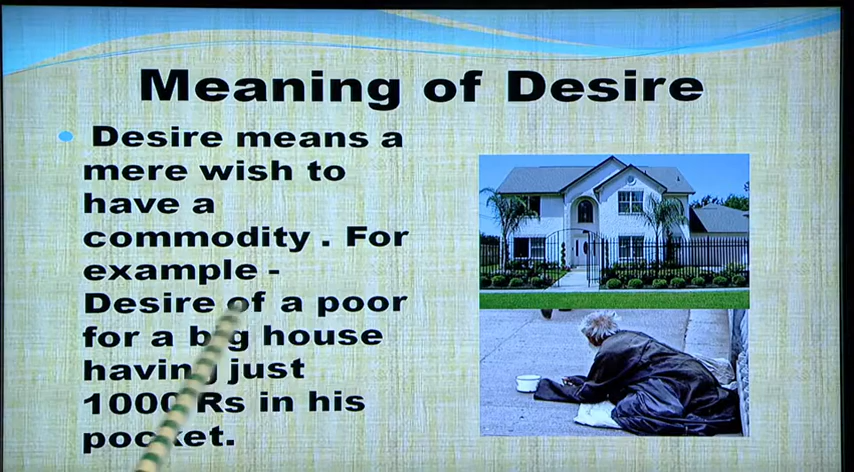 Meaning of Desire
Desire means a
mere wish to
have a
commodity . For
example -
Desire of a poor
for a big house
having just
1000 Rs in his
pocket.